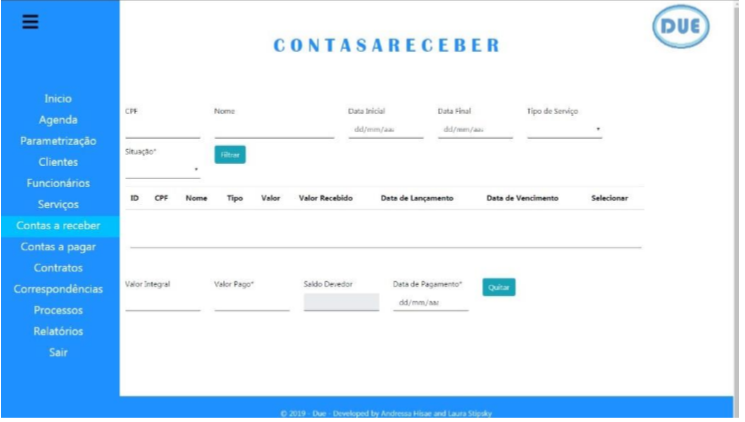 DUE
CONTASARECEBER
Inicio
Agenda
Parametrização
Clientes
Funcionários
Serviços
Contas a receber
Contas a pagar
Contratos
Correspondências
Processos
Relatórios
Sair
CPF Nome Data Inicial Data Final Tipo de Serviço
dd/mm/aaa dd/mm/aaa
Situação*
Filtrar
ID CPF Nome Tipo Valor Valor Recebido Data de Lançamento Data de Vencimento Selecionar
Valor Integral Valor Pago* Saldo Devedor Data de Pagamento* Quitar
dd/mm/aaa
© 2019 - Due - Developed by Andressa and Laura Stipsky